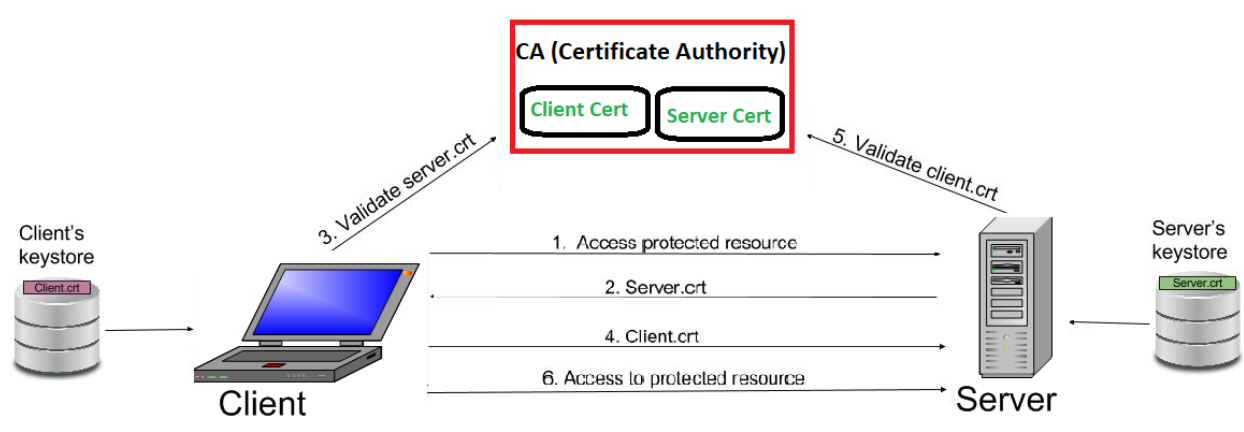 CA (Certificate Authority)
Client Cert
Server Cert
3. Validate server.crt
5. Validate client.crt
Client's
keystore
Client.crt
1. Access protected resource
2. Server.crt
4. Client.crt
6. Access to protected resource
Server's
keystore
Server.crt
Client
Server